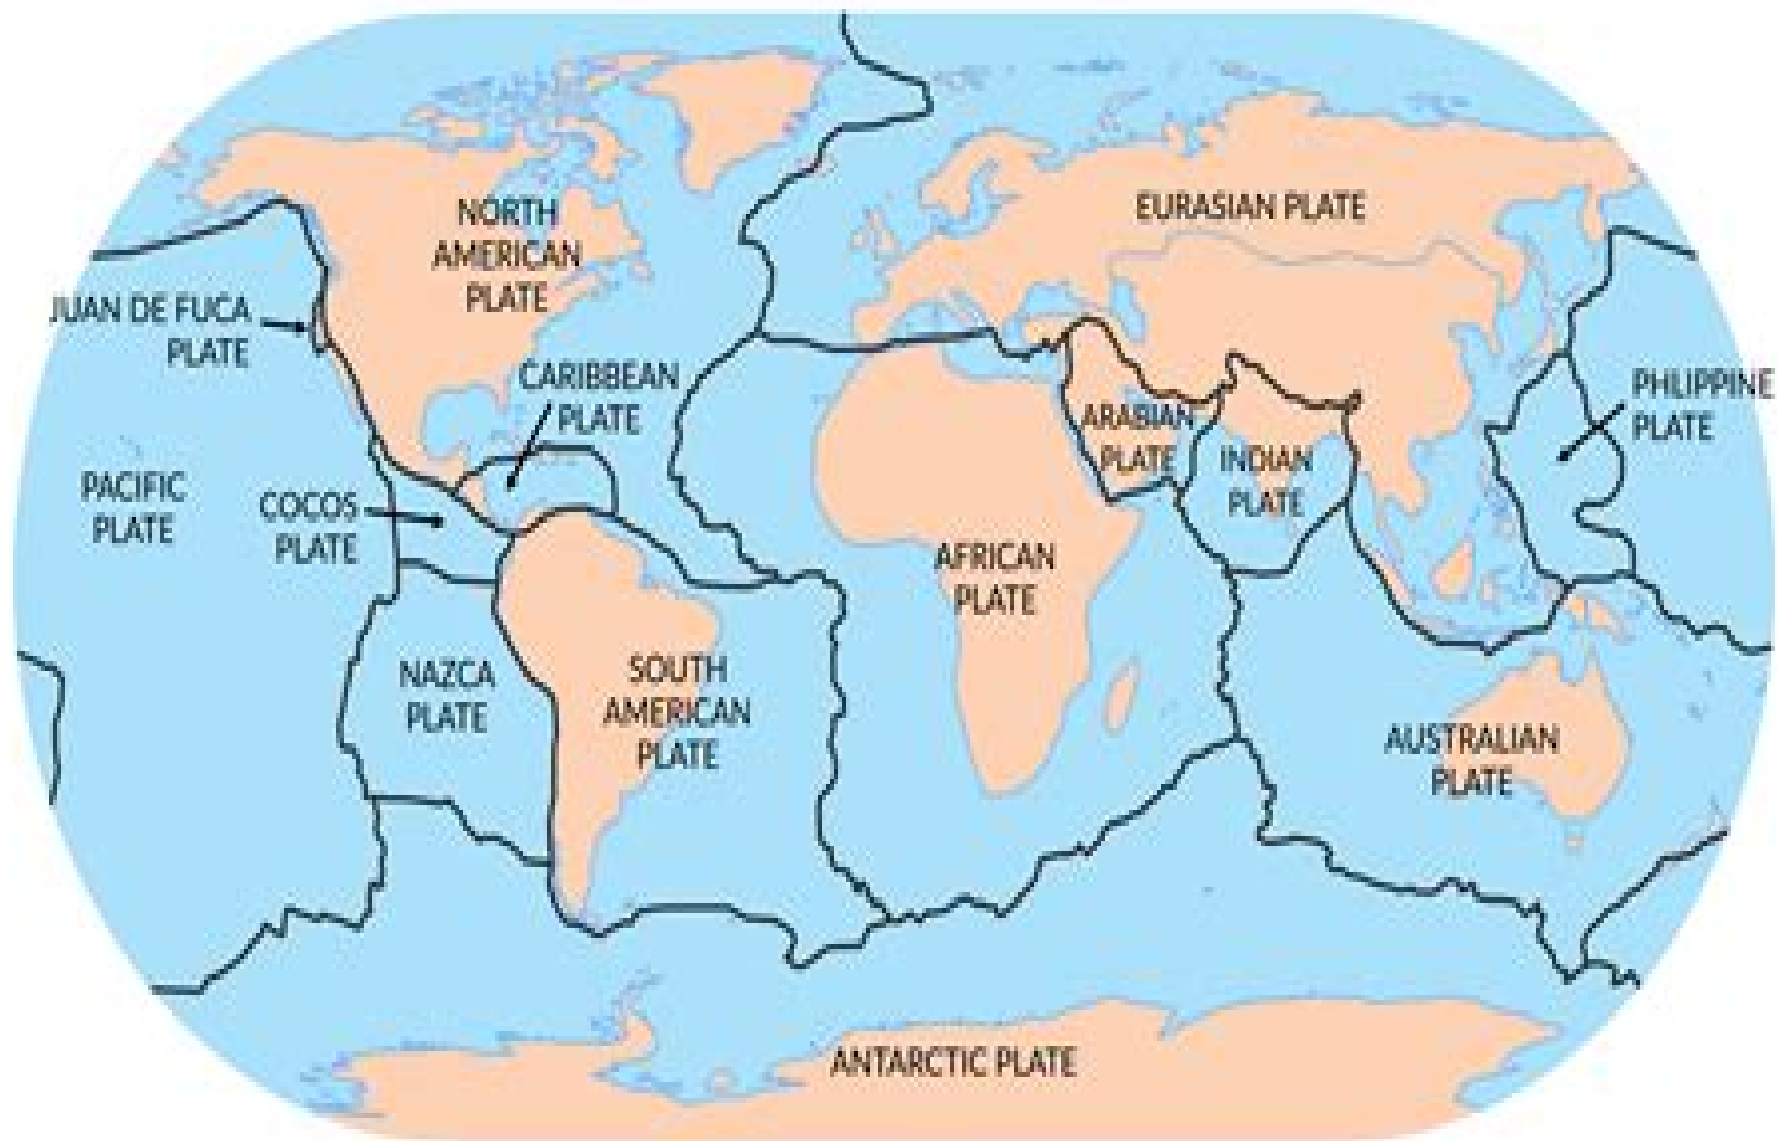 NORTH
AMERICAN
PLATE
EURASIAN PLATE
JUAN DE FUCA
PLATE
CARIBBEAN
PLATE
PHLIPPINE
PLATE
ARABIAN
PLATE
INDIAN
PLATE
PACIFIC
PLATE
COCOS
PLATE
AFRICAN
PLATE
NAZCA
PLATE
SOUTH
AMERICAN
PLATE
AUSTRALIAN
PLATE
ANTARCTIC PLATE